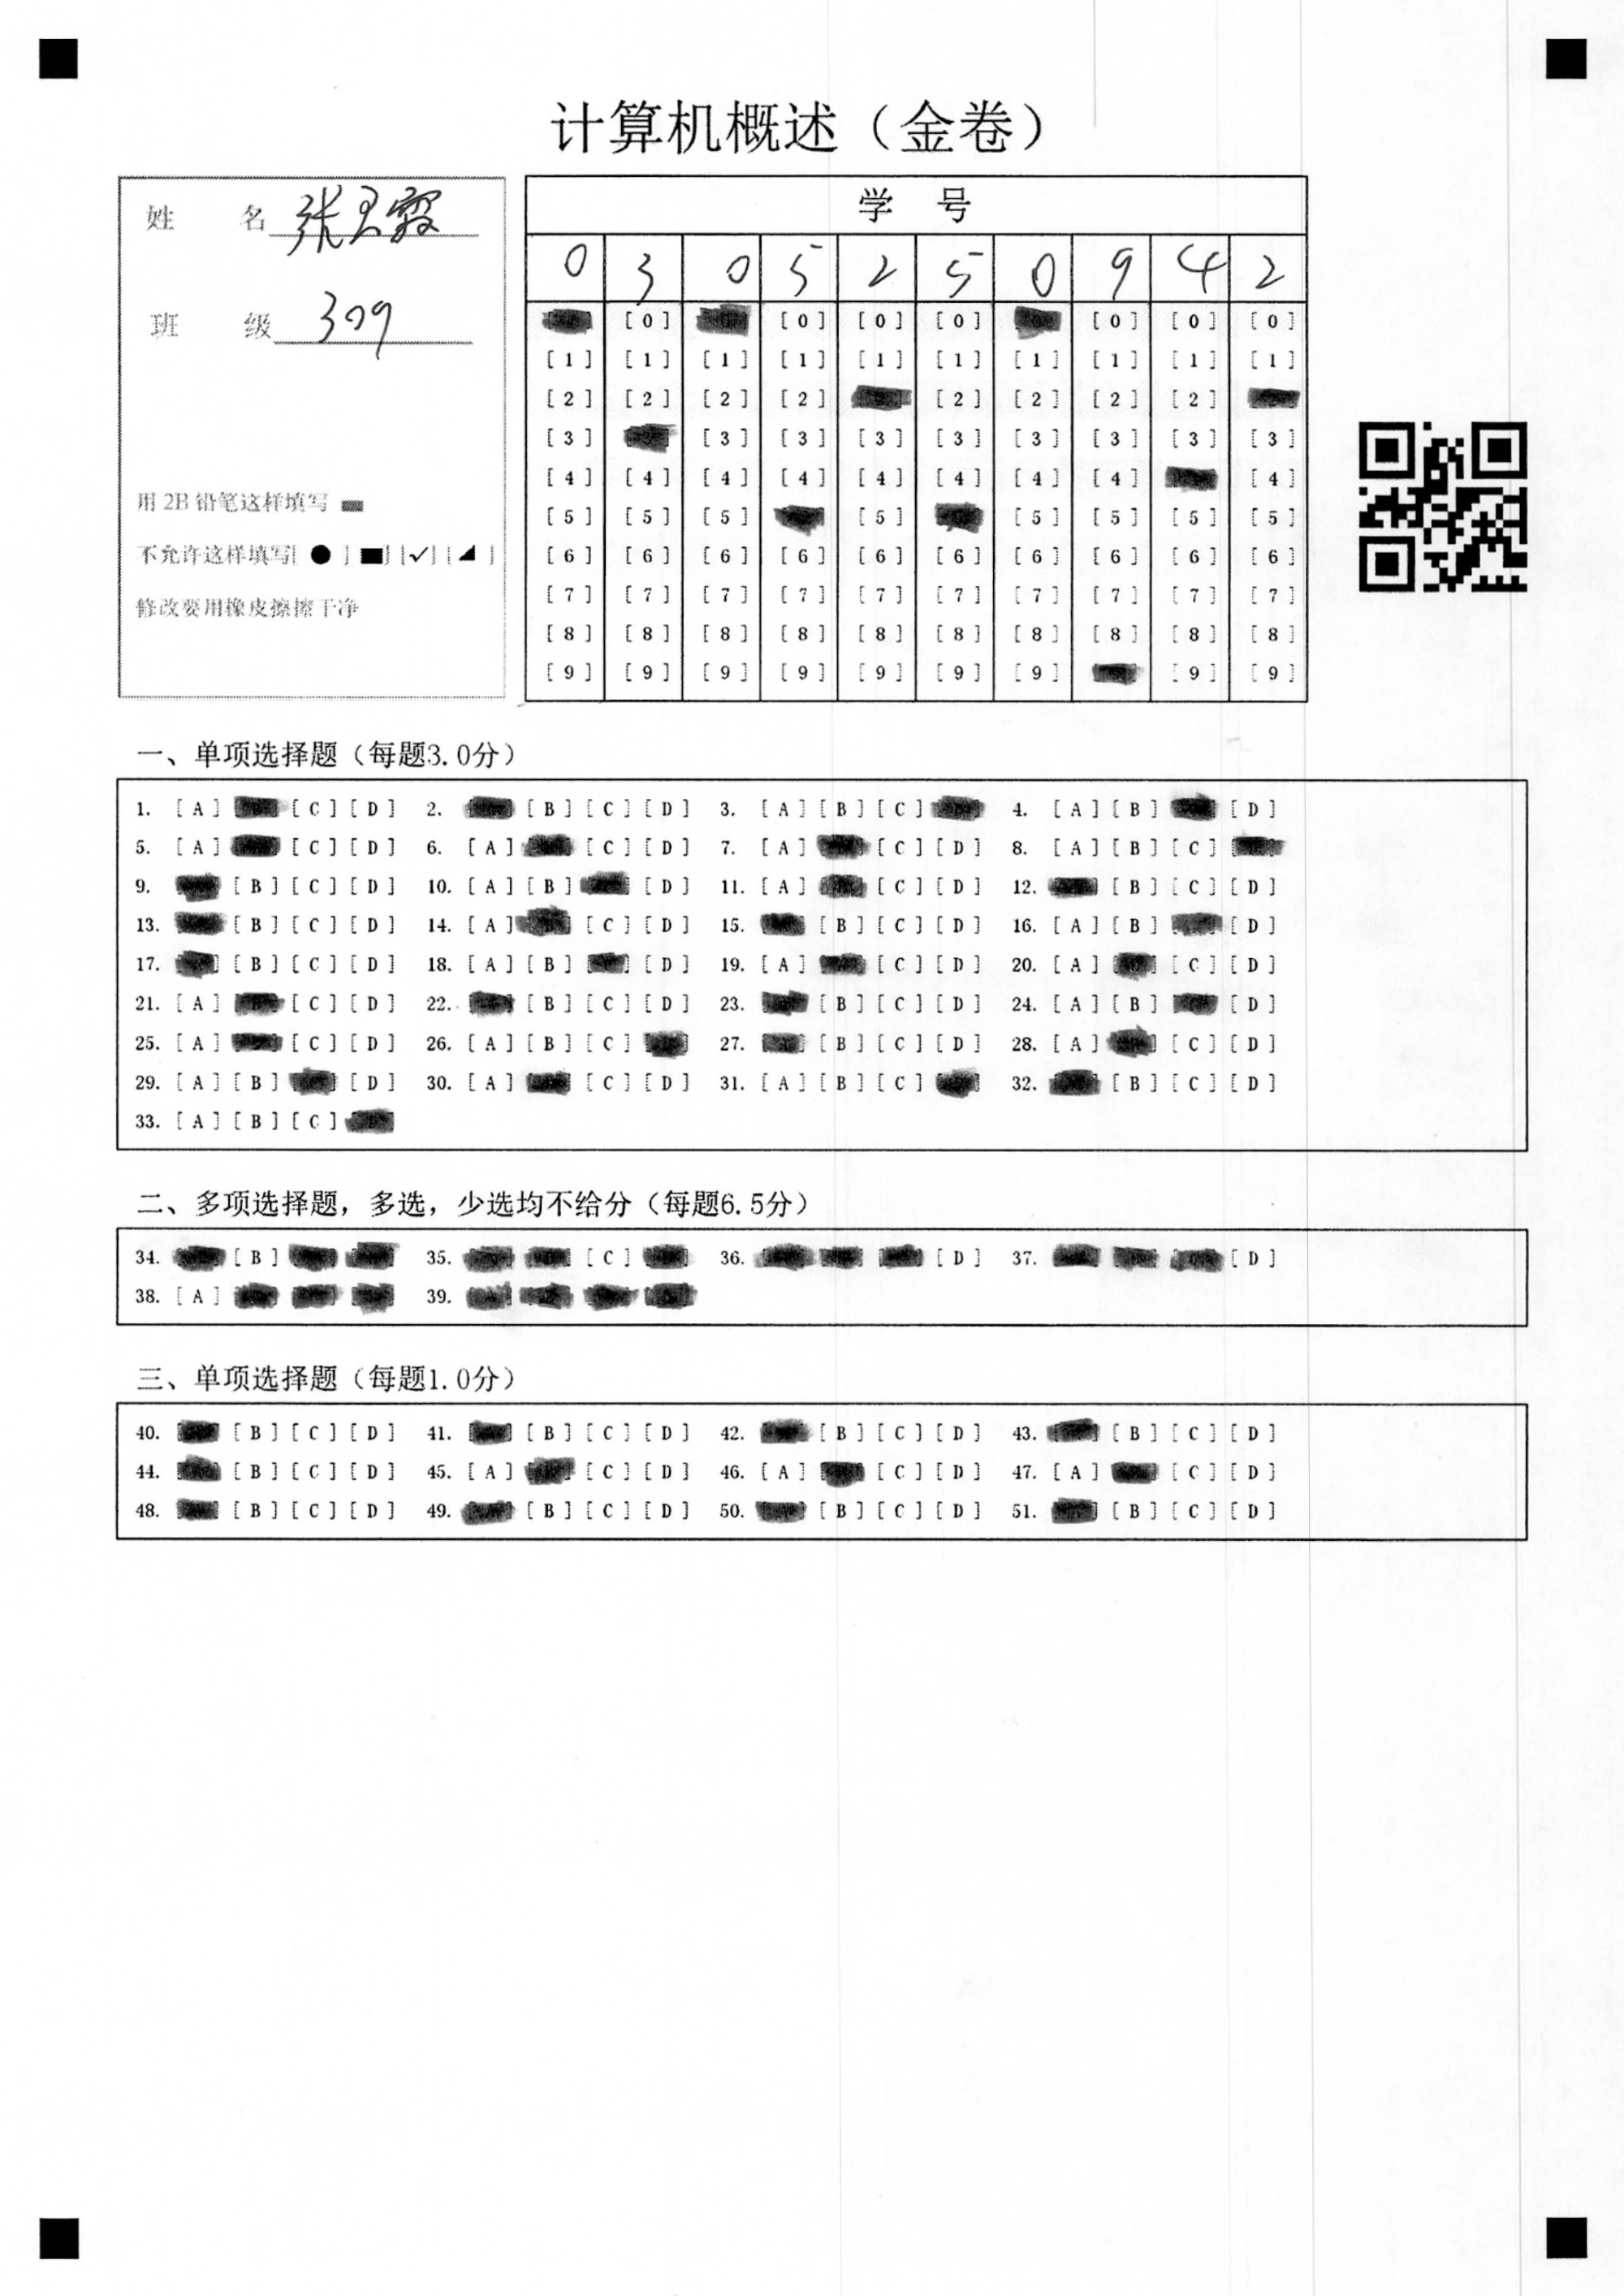 计算机概述（金卷）
姓 名 张 霞
班 级 309
用 2B 铅笔这样填写
不允许这样填写[ ● ] [■] [✓] [◢ ]
修改要用橡皮擦擦干净
学 号
0 3 0 5 2 5 0 9 4 2
[0] [0] [0] [0] [0] [0] [0]
[1] [1] [1] [1] [1] [1] [1] [1] [1] [1]
[2] [2] [2] [2] [2] [2] [2] [2]
[3] [3] [3] [3] [3] [3] [3] [3] [3]
[4] [4] [4] [4] [4] [4] [4] [4] [4]
[5] [5] [5] [5] [5] [5] [5] [5]
[6] [6] [6] [6] [6] [6] [6] [6] [6] [6]
[7] [7] [7] [7] [7] [7] [7] [7] [7] [7]
[8] [8] [8] [8] [8] [8] [8] [8] [8] [8]
[9] [9] [9] [9] [9] [9] [9] [9] [9]
一、单项选择题（每题3.0分）
1. [A] [C] [D] 2. [B] [C] [D] 3. [A] [B] [C] 4. [A] [B] [D]
5. [A] [C] [D] 6. [A] [C] [D] 7. [A] [C] [D] 8. [A] [B] [C]
9. [B] [C] [D] 10. [A] [B] [D] 11. [A] [C] [D] 12. [B] [C] [D]
13. [B] [C] [D] 14. [A] [C] [D] 15. [B] [C] [D] 16. [A] [B] [D]
17. [B] [C] [D] 18. [A] [B] [D] 19. [A] [C] [D] 20. [A] [C] [D]
21. [A] [C] [D] 22. [B] [C] [D] 23. [B] [C] [D] 24. [A] [B] [D]
25. [A] [C] [D] 26. [A] [B] [C] 27. [B] [C] [D] 28. [A] [C] [D]
29. [A] [B] [D] 30. [A] [C] [D] 31. [A] [B] [C] 32. [B] [C] [D]
33. [A] [B] [C]
二、多项选择题，多选，少选均不给分（每题6.5分）
34. [B] 35. [C] 36. [D] 37. [D]
38. [A] 39.
三、单项选择题（每题1.0分）
40. [B] [C] [D] 41. [B] [C] [D] 42. [B] [C] [D] 43. [B] [C] [D]
44. [B] [C] [D] 45. [A] [C] [D] 46. [A] [C] [D] 47. [A] [C] [D]
48. [B] [C] [D] 49. [B] [C] [D] 50. [B] [C] [D] 51. [B] [C] [D]